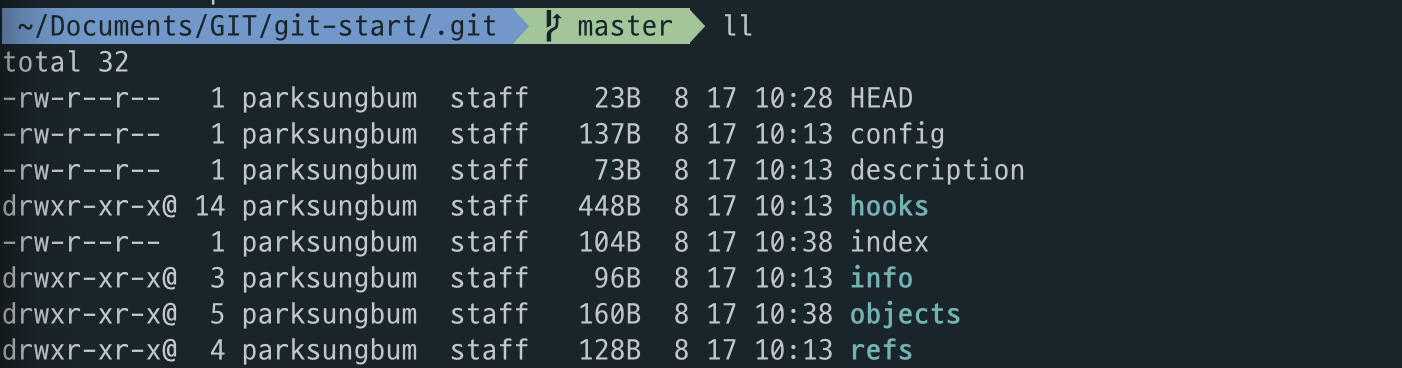 ~/Documents/GIT/git-start/.git master ll
total 32
-rw-r--r-- 1 parksungbum staff 23B 8 17 10:28 HEAD
-rw-r--r-- 1 parksungbum staff 137B 8 17 10:13 config
-rw-r--r-- 1 parksungbum staff 73B 8 17 10:13 description
drwxr-xr-x@ 14 parksungbum staff 448B 8 17 10:13 hooks
-rw-r--r-- 1 parksungbum staff 104B 8 17 10:38 index
drwxr-xr-x@ 3 parksungbum staff 96B 8 17 10:13 info
drwxr-xr-x@ 5 parksungbum staff 160B 8 17 10:38 objects
drwxr-xr-x@ 4 parksungbum staff 128B 8 17 10:13 refs